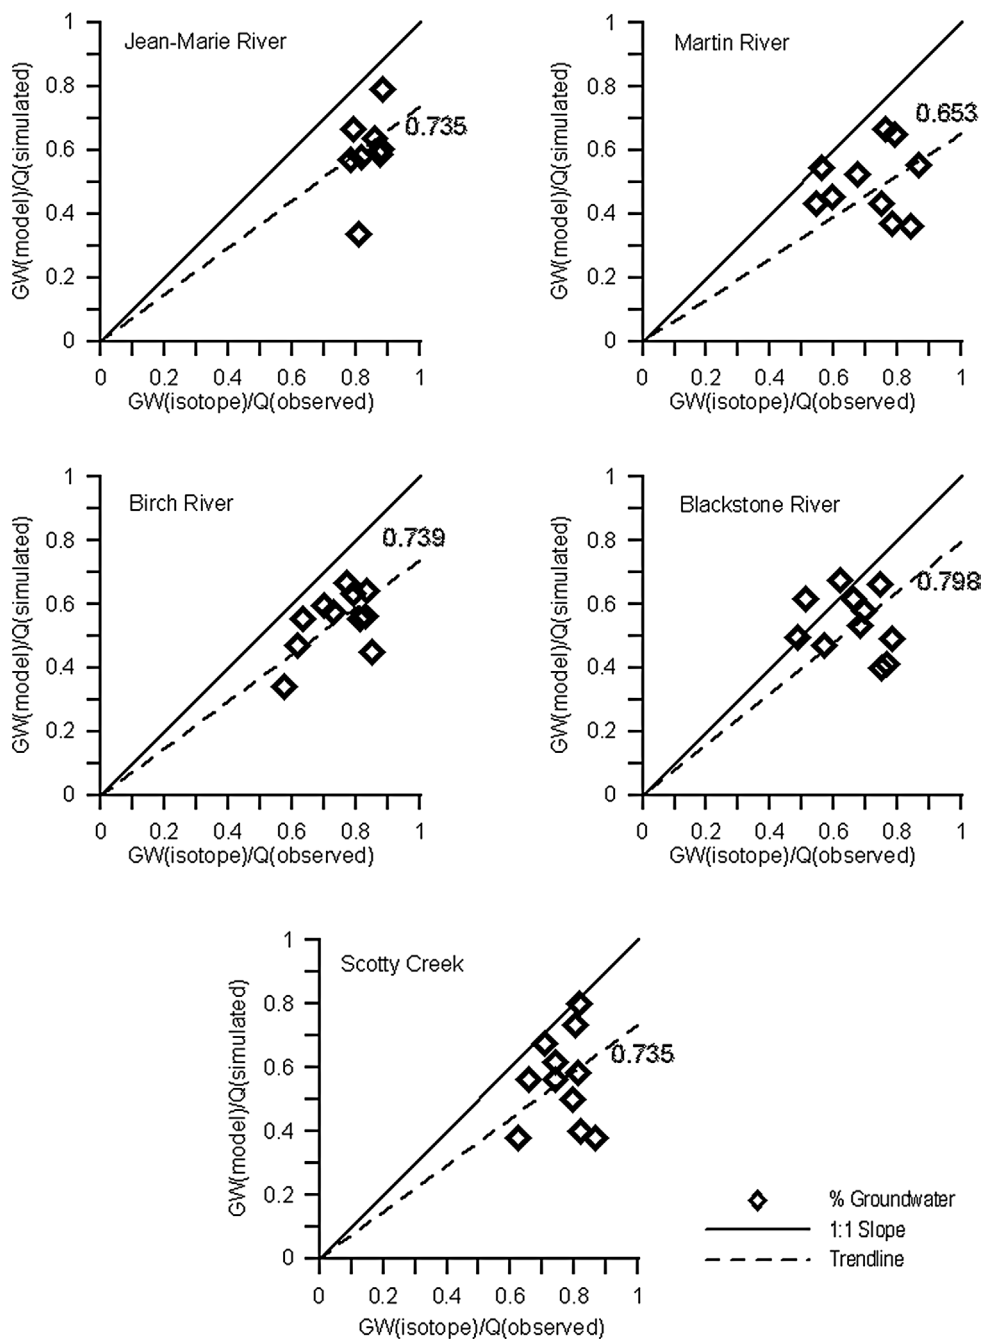 Jean-Marie River
GW(model)/Q(simulated)
1
0.8
0.6
0.4
0.2
0
0.735
0 0.2 0.4 0.6 0.8 1
GW(isotope)/Q(observed)
Martin River
GW(model)/Q(simulated)
1
0.8
0.6
0.4
0.2
0
0.653
0 0.2 0.4 0.6 0.8 1
GW(isotope)/Q(observed)
Birch River
GW(model)/Q(simulated)
1
0.8
0.6
0.4
0.2
0
0.739
0 0.2 0.4 0.6 0.8 1
GW(isotope)/Q(observed)
Blackstone River
GW(model)/Q(simulated)
1
0.8
0.6
0.4
0.2
0
0.798
0 0.2 0.4 0.6 0.8 1
GW(isotope)/Q(observed)
Scotty Creek
GW(model)/Q(simulated)
1
0.8
0.6
0.4
0.2
0
0.735
0 0.2 0.4 0.6 0.8 1
GW(isotope)/Q(observed)
% Groundwater
1:1 Slope
Trendline